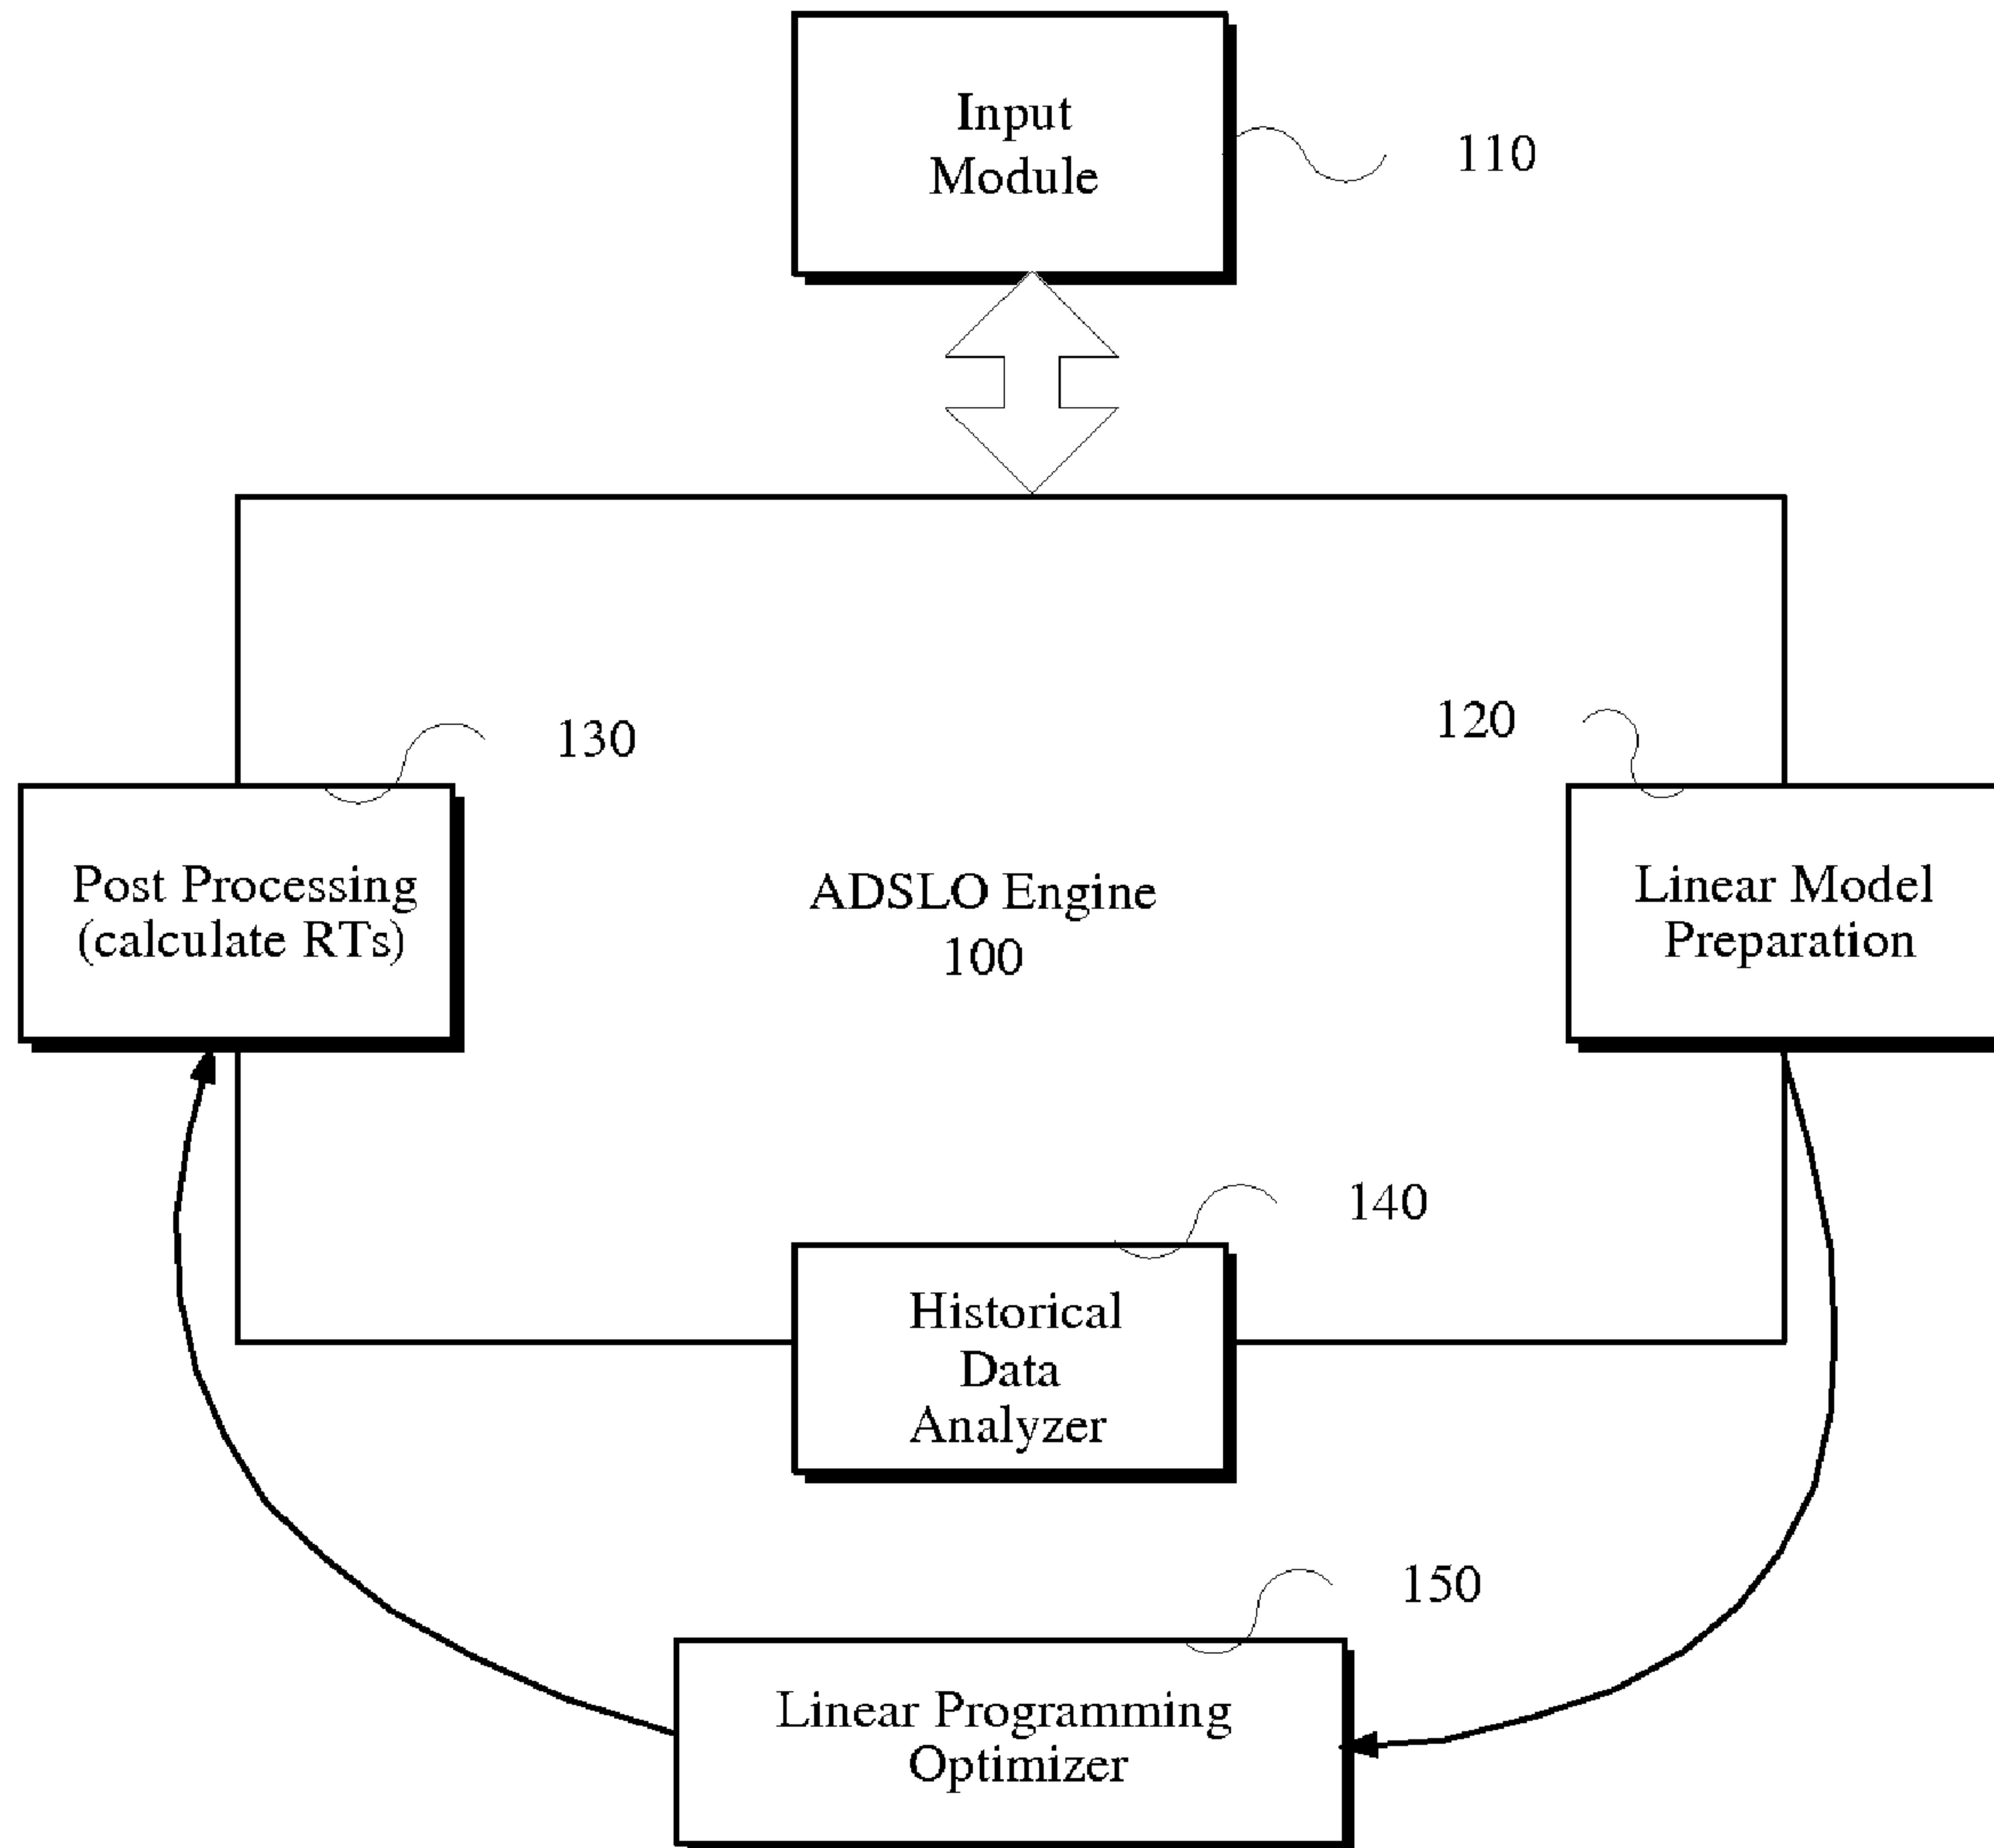 Input
Module
110
130
120
Post Processing
(calculate RTs)
ADSLO Engine
100
Linear Model
Preparation
140
Historical
Data
Analyzer
150
Linear Programming
Optimizer